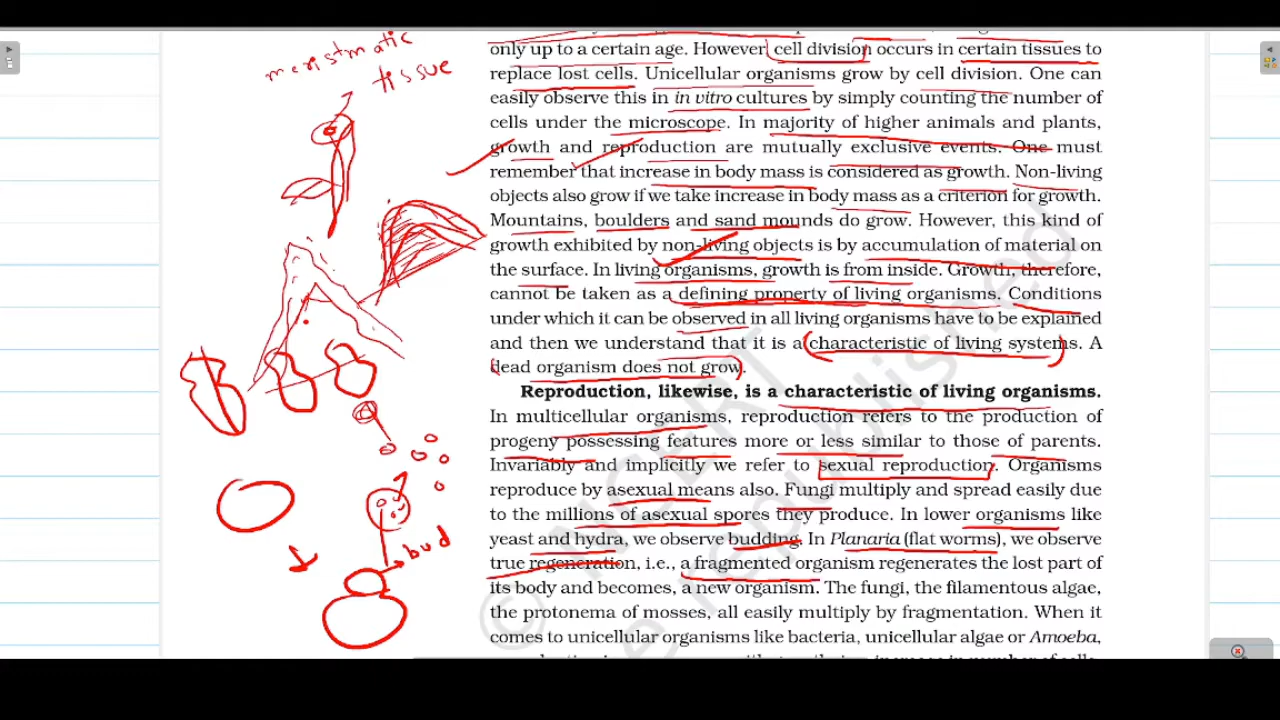 meristmatic
tissue
only up to a certain age. However cell division occurs in certain tissues to
replace lost cells. Unicellular organisms grow by cell division. One can
easily observe this in in vitro cultures by simply counting the number of
cells under the microscope. In majority of higher animals and plants,
growth and reproduction are mutually exclusive events. One must
remember that increase in body mass is considered as growth. Non-living
objects also grow if we take increase in body mass as a criterion for growth.
Mountains, boulders and sand mounds do grow. However, this kind of
growth exhibited by non-living objects is by accumulation of material on
the surface. In living organisms, growth is from inside. Growth, therefore,
cannot be taken as a defining property of living organisms. Conditions
under which it can be observed in all living organisms have to be explained
and then we understand that it is a characteristic of living systems. A
dead organism does not grow.
Reproduction, likewise, is a characteristic of living organisms.
In multicellular organisms, reproduction refers to the production of
progeny possessing features more or less similar to those of parents.
Invariably and implicitly we refer to sexual reproduction. Organisms
reproduce by asexual means also. Fungi multiply and spread easily due
to the millions of asexual spores they produce. In lower organisms like
yeast and hydra, we observe budding. In Planaria (flat worms), we observe
true regeneration, i.e., a fragmented organism regenerates the lost part of
its body and becomes, a new organism. The fungi, the filamentous algae,
the protonema of mosses, all easily multiply by fragmentation. When it
comes to unicellular organisms like bacteria, unicellular algae or Amoeba,
bud
© NCERT
republished